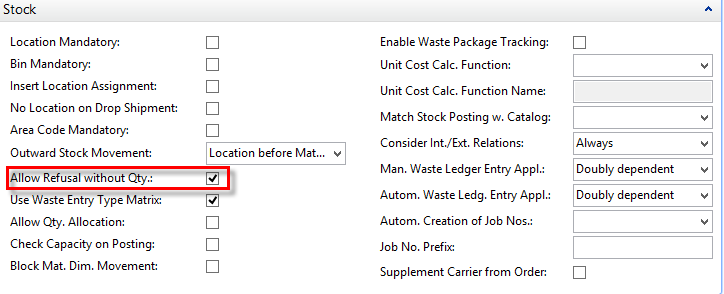 Stock
Location Mandatory:
Bin Mandatory:
Insert Location Assignment:
No Location on Drop Shipment:
Area Code Mandatory:
Outward Stock Movement: Location before Mat...
Allow Refusal without Qty.:
Use Waste Entry Type Matrix:
Allow Qty. Allocation:
Check Capacity on Posting:
Block Mat. Dim. Movement:
Enable Waste Package Tracking:
Unit Cost Calc. Function:
Unit Cost Calc. Function Name:
Match Stock Posting w. Catalog:
Consider Int./Ext. Relations: Always
Man. Waste Ledger Entry Appl.: Doubly dependent
Autom. Waste Ledg. Entry Appl.: Doubly dependent
Autom. Creation of Job Nos.:
Job No. Prefix:
Supplement Carrier from Order: